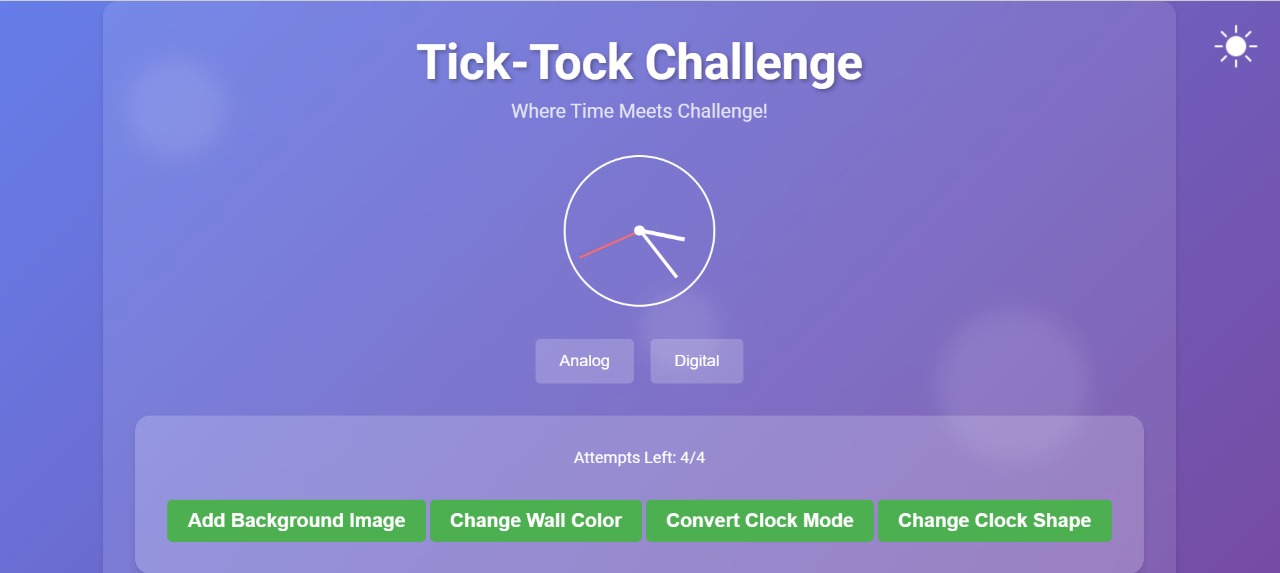 Tick-Tock Challenge
Where Time Meets Challenge!
Analog Digital
Attempts Left: 4/4
Add Background Image Change Wall Color Convert Clock Mode Change Clock Shape